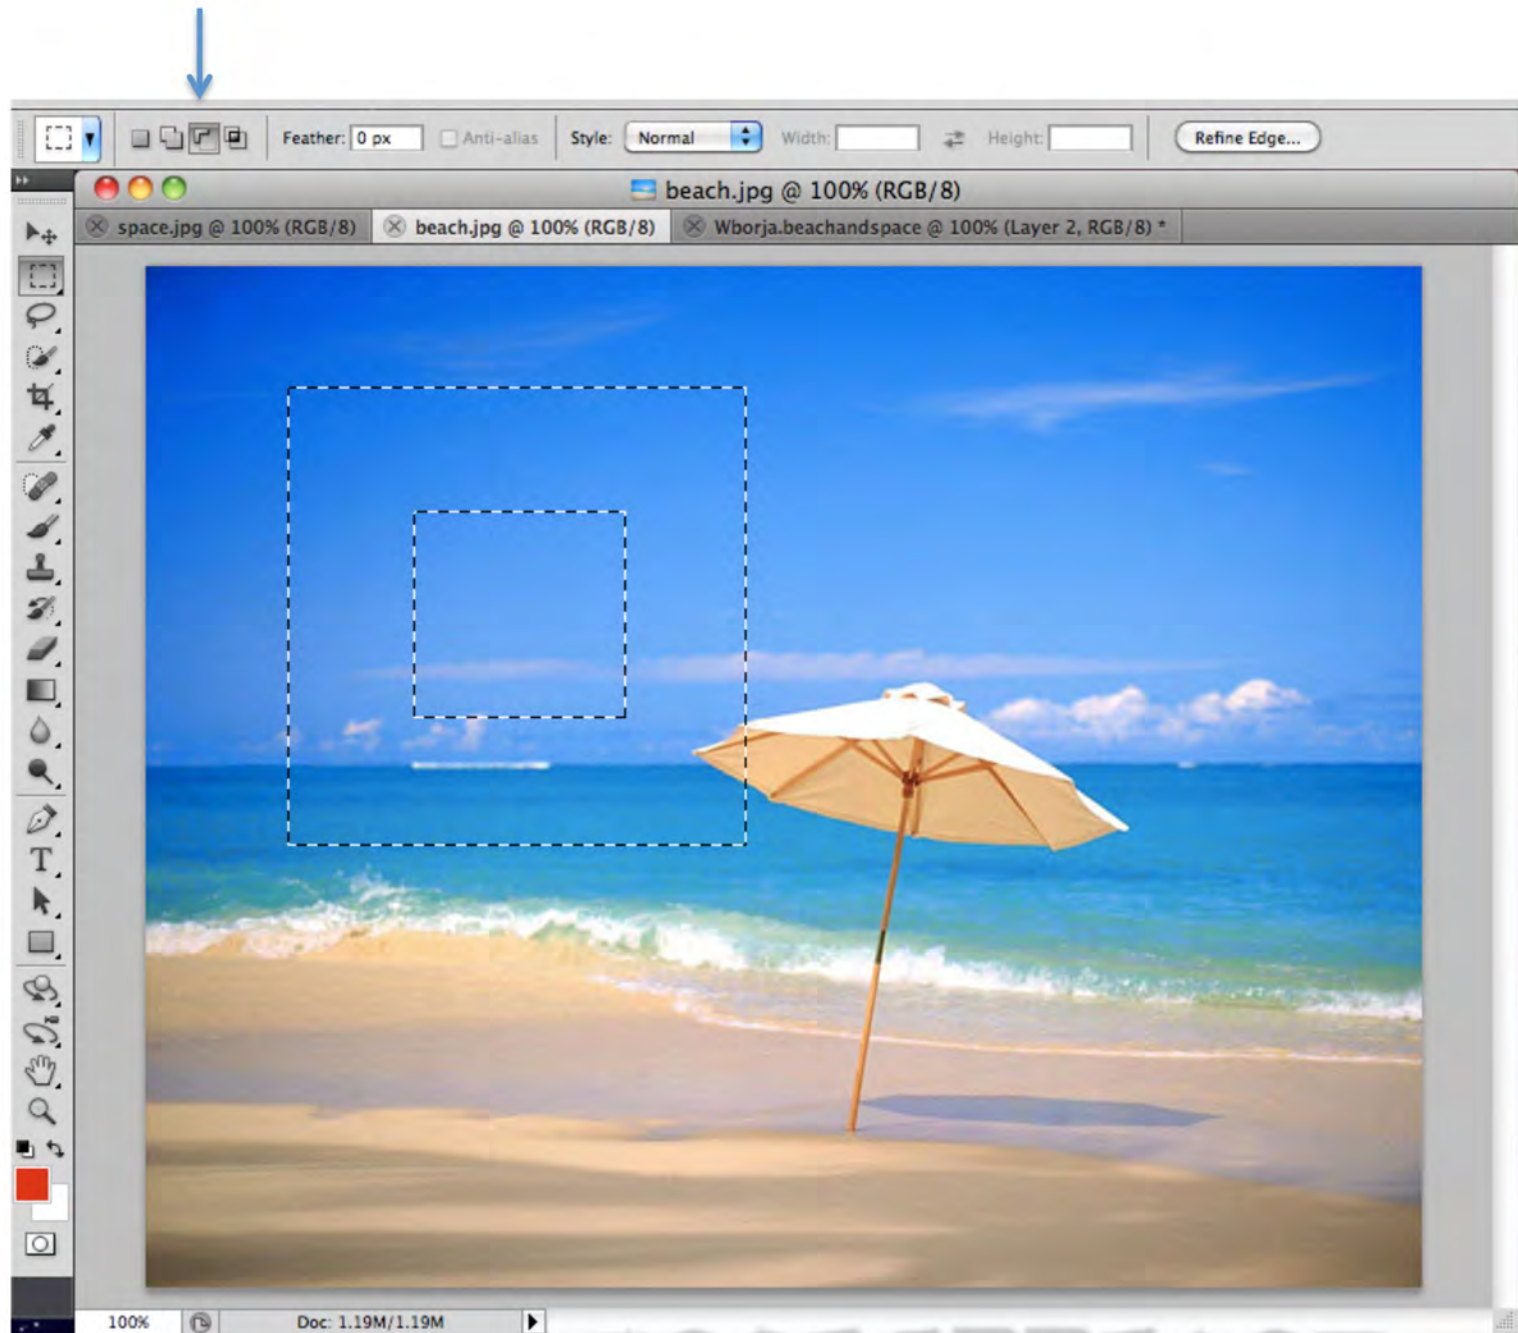 Feather: 0 px Anti-alias Style: Normal Width: Height: Refine Edge...
beach.jpg @ 100% (RGB/8)
space.jpg @ 100% (RGB/8) beach.jpg @ 100% (RGB/8) Wborja.beachandspace @ 100% (Layer 2, RGB/8) *
T
100% Doc: 1.19M/1.19M